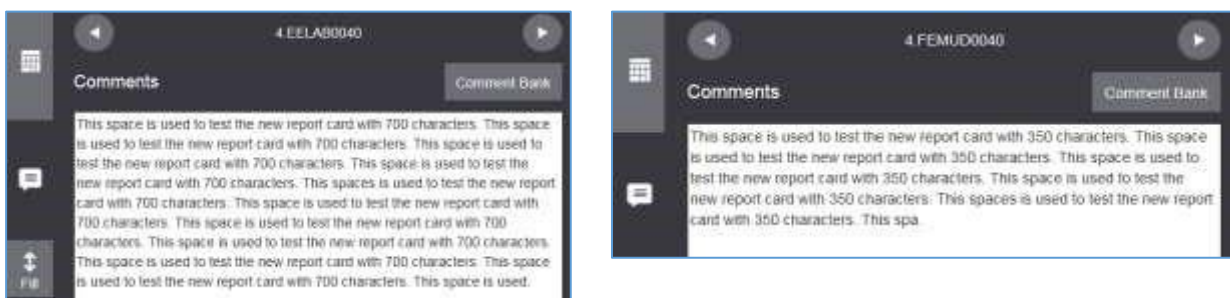 4.EELAB0040
Comments
Comment Bank
This space is used to test the new report card with 700 characters. This space
is used to test the new report card with 700 characters. This space is used to
test the new report card with 700 characters. This space is used to test the
new report card with 700 characters. This spaces is used to test the new report
card with 700 characters. This space is used to test the new report card with
700 characters. This space is used to test the new report card with 700
characters. This space is used to test the new report card with 700 characters.
This space is used to test the new report card with 700 characters. This space
is used to test the new report card with 700 characters. This space is used.
Fill
4.FEMUD0040
Comments
Comment Bank
This space is used to test the new report card with 350 characters. This space
is used to test the new report card with 350 characters. This space is used to
test the new report card with 350 characters. This space is used to test the
new report card with 350 characters. This spaces is used to test the new report
card with 350 characters. This spa.